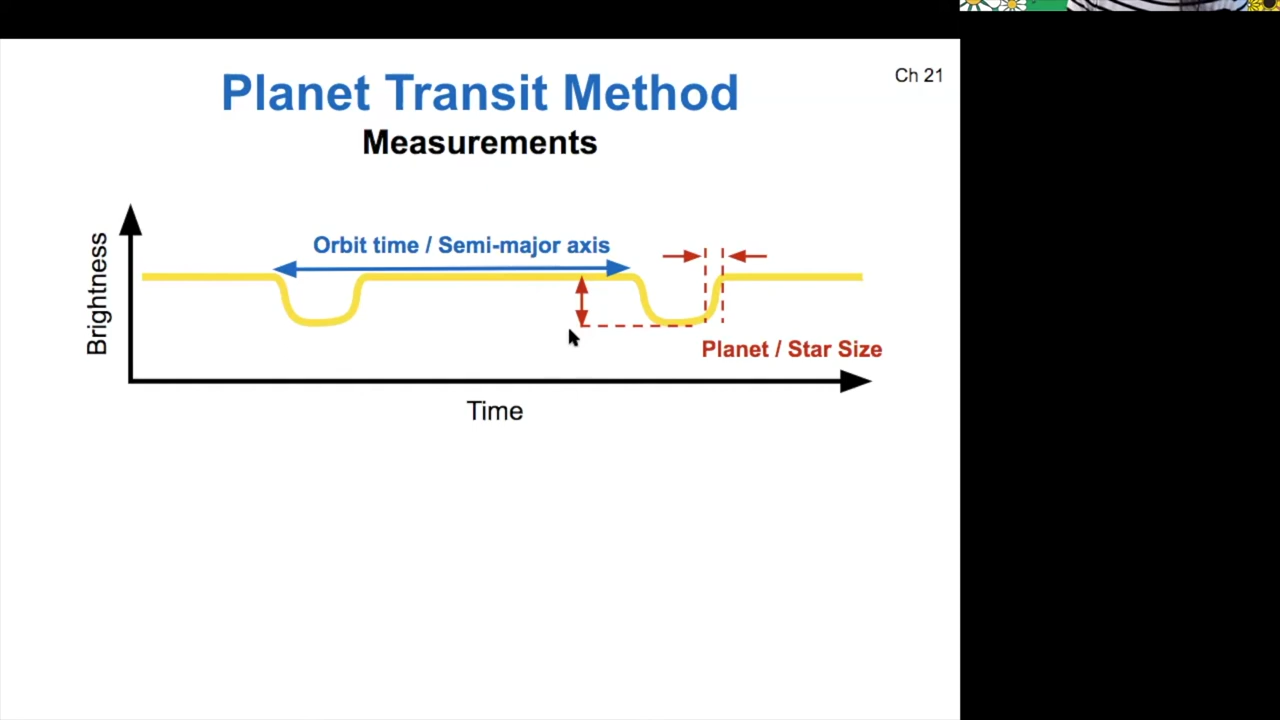 Ch 21
Planet Transit Method
Measurements
Orbit time / Semi-major axis
Brightness
Planet / Star Size
Time